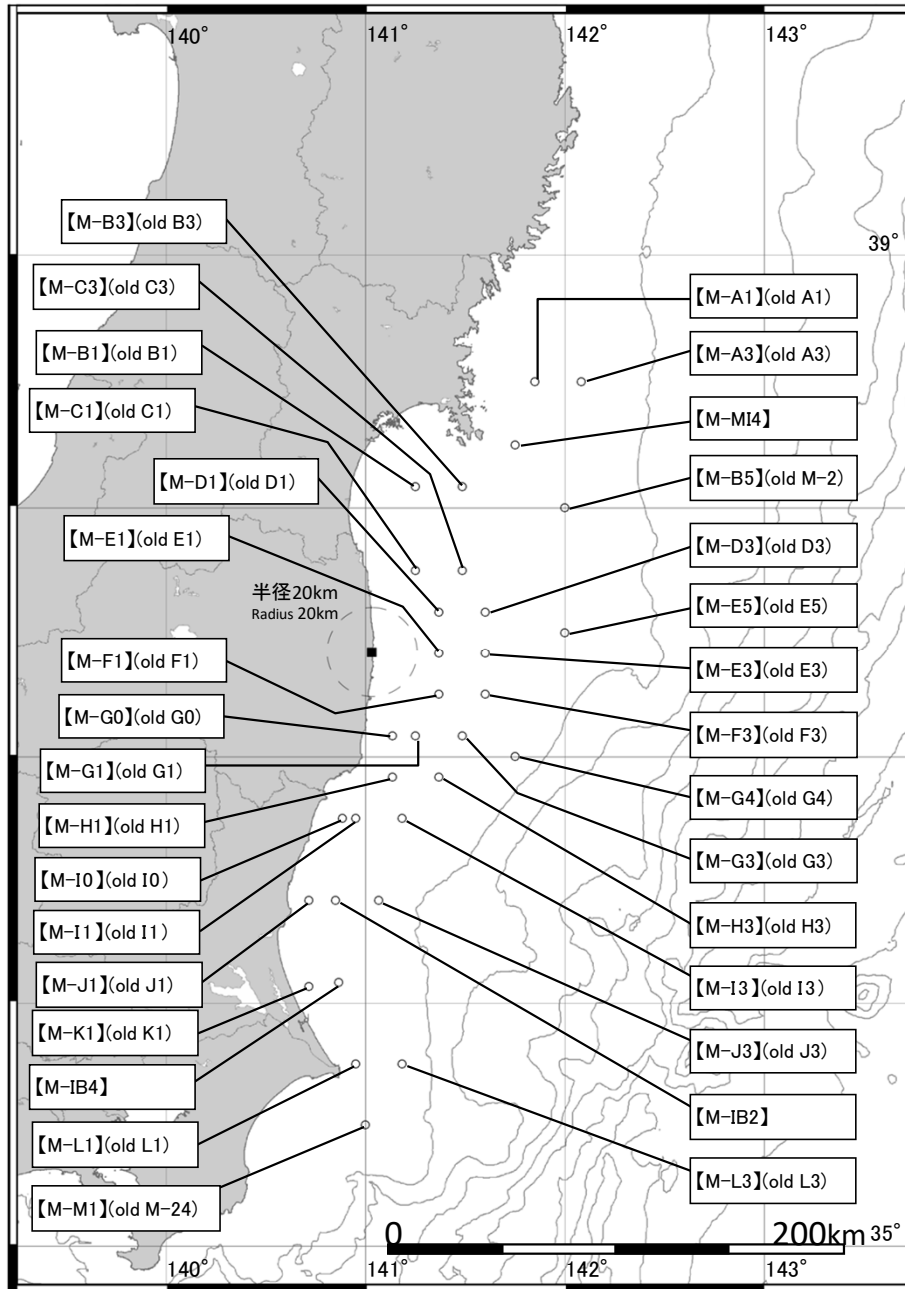 140°
141°
142°
143°
39°
【M-B3】(old B3)
【M-C3】(old C3)
【M-B1】(old B1)
【M-C1】(old C1)
【M-D1】(old D1)
【M-E1】(old E1)
半径20km
Radius 20km
【M-F1】(old F1)
【M-G0】(old G0)
【M-G1】(old G1)
【M-H1】(old H1)
【M-I0】(old I0)
【M-I1】(old I1)
【M-J1】(old J1)
【M-K1】(old K1)
【M-IB4】
【M-L1】(old L1)
【M-M1】(old M-24)
【M-A1】(old A1)
【M-A3】(old A3)
【M-MI4】
【M-B5】(old M-2)
【M-D3】(old D3)
【M-E5】(old E5)
【M-E3】(old E3)
【M-F3】(old F3)
【M-G4】(old G4)
【M-G3】(old G3)
【M-H3】(old H3)
【M-I3】(old I3)
【M-J3】(old J3)
【M-IB2】
【M-L3】(old L3)
0 200km
35°
140°
141°
142°
143°